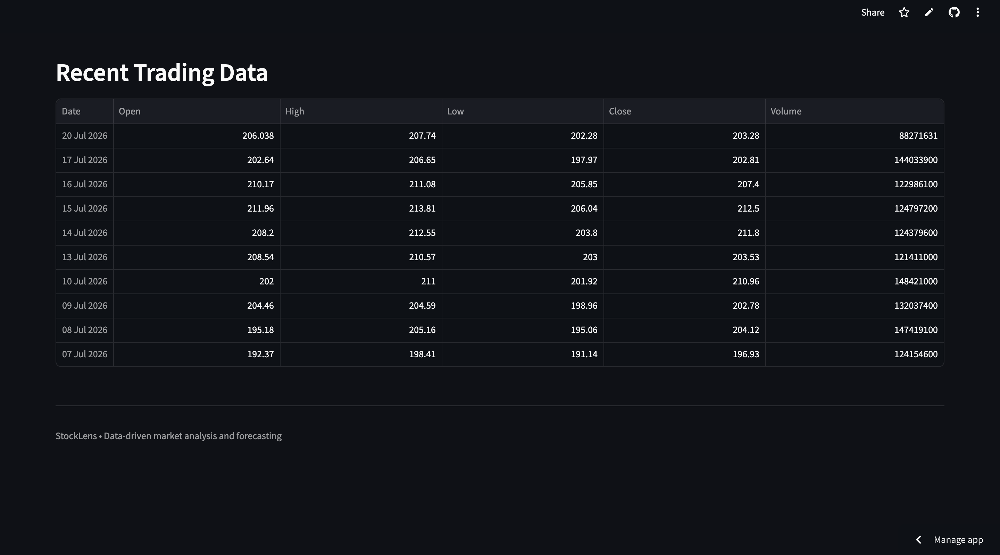 Share
Recent Trading Data
Date Open High Low Close Volume
20 Jul 2026 206.038 207.74 202.28 203.28 88271631
17 Jul 2026 202.64 206.65 197.97 202.81 144033900
16 Jul 2026 210.17 211.08 205.85 207.4 122986100
15 Jul 2026 211.96 213.81 206.04 212.5 124797200
14 Jul 2026 208.2 212.55 203.8 211.8 124379600
13 Jul 2026 208.54 210.57 203 203.53 121411000
10 Jul 2026 202 211 201.92 210.96 148421000
09 Jul 2026 204.46 204.59 198.96 202.78 132037400
08 Jul 2026 195.18 205.16 195.06 204.12 147419100
07 Jul 2026 192.37 198.41 191.14 196.93 124154600
StockLens • Data-driven market analysis and forecasting
Manage app